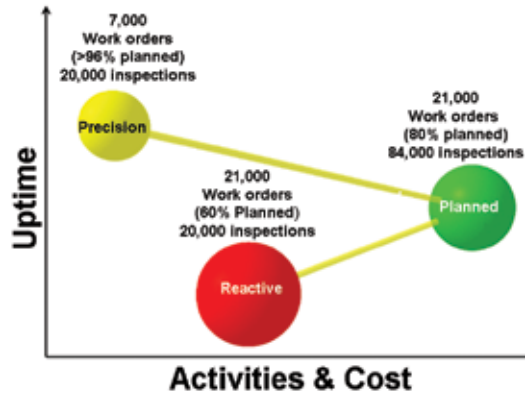 7,000
Work orders
(>96% planned)
20,000 inspections
Precision
21,000
Work orders
(80% planned)
84,000 inspections
21,000
Work orders
(60% Planned)
20,000 inspections
Planned
Reactive
Uptime
Activities & Cost